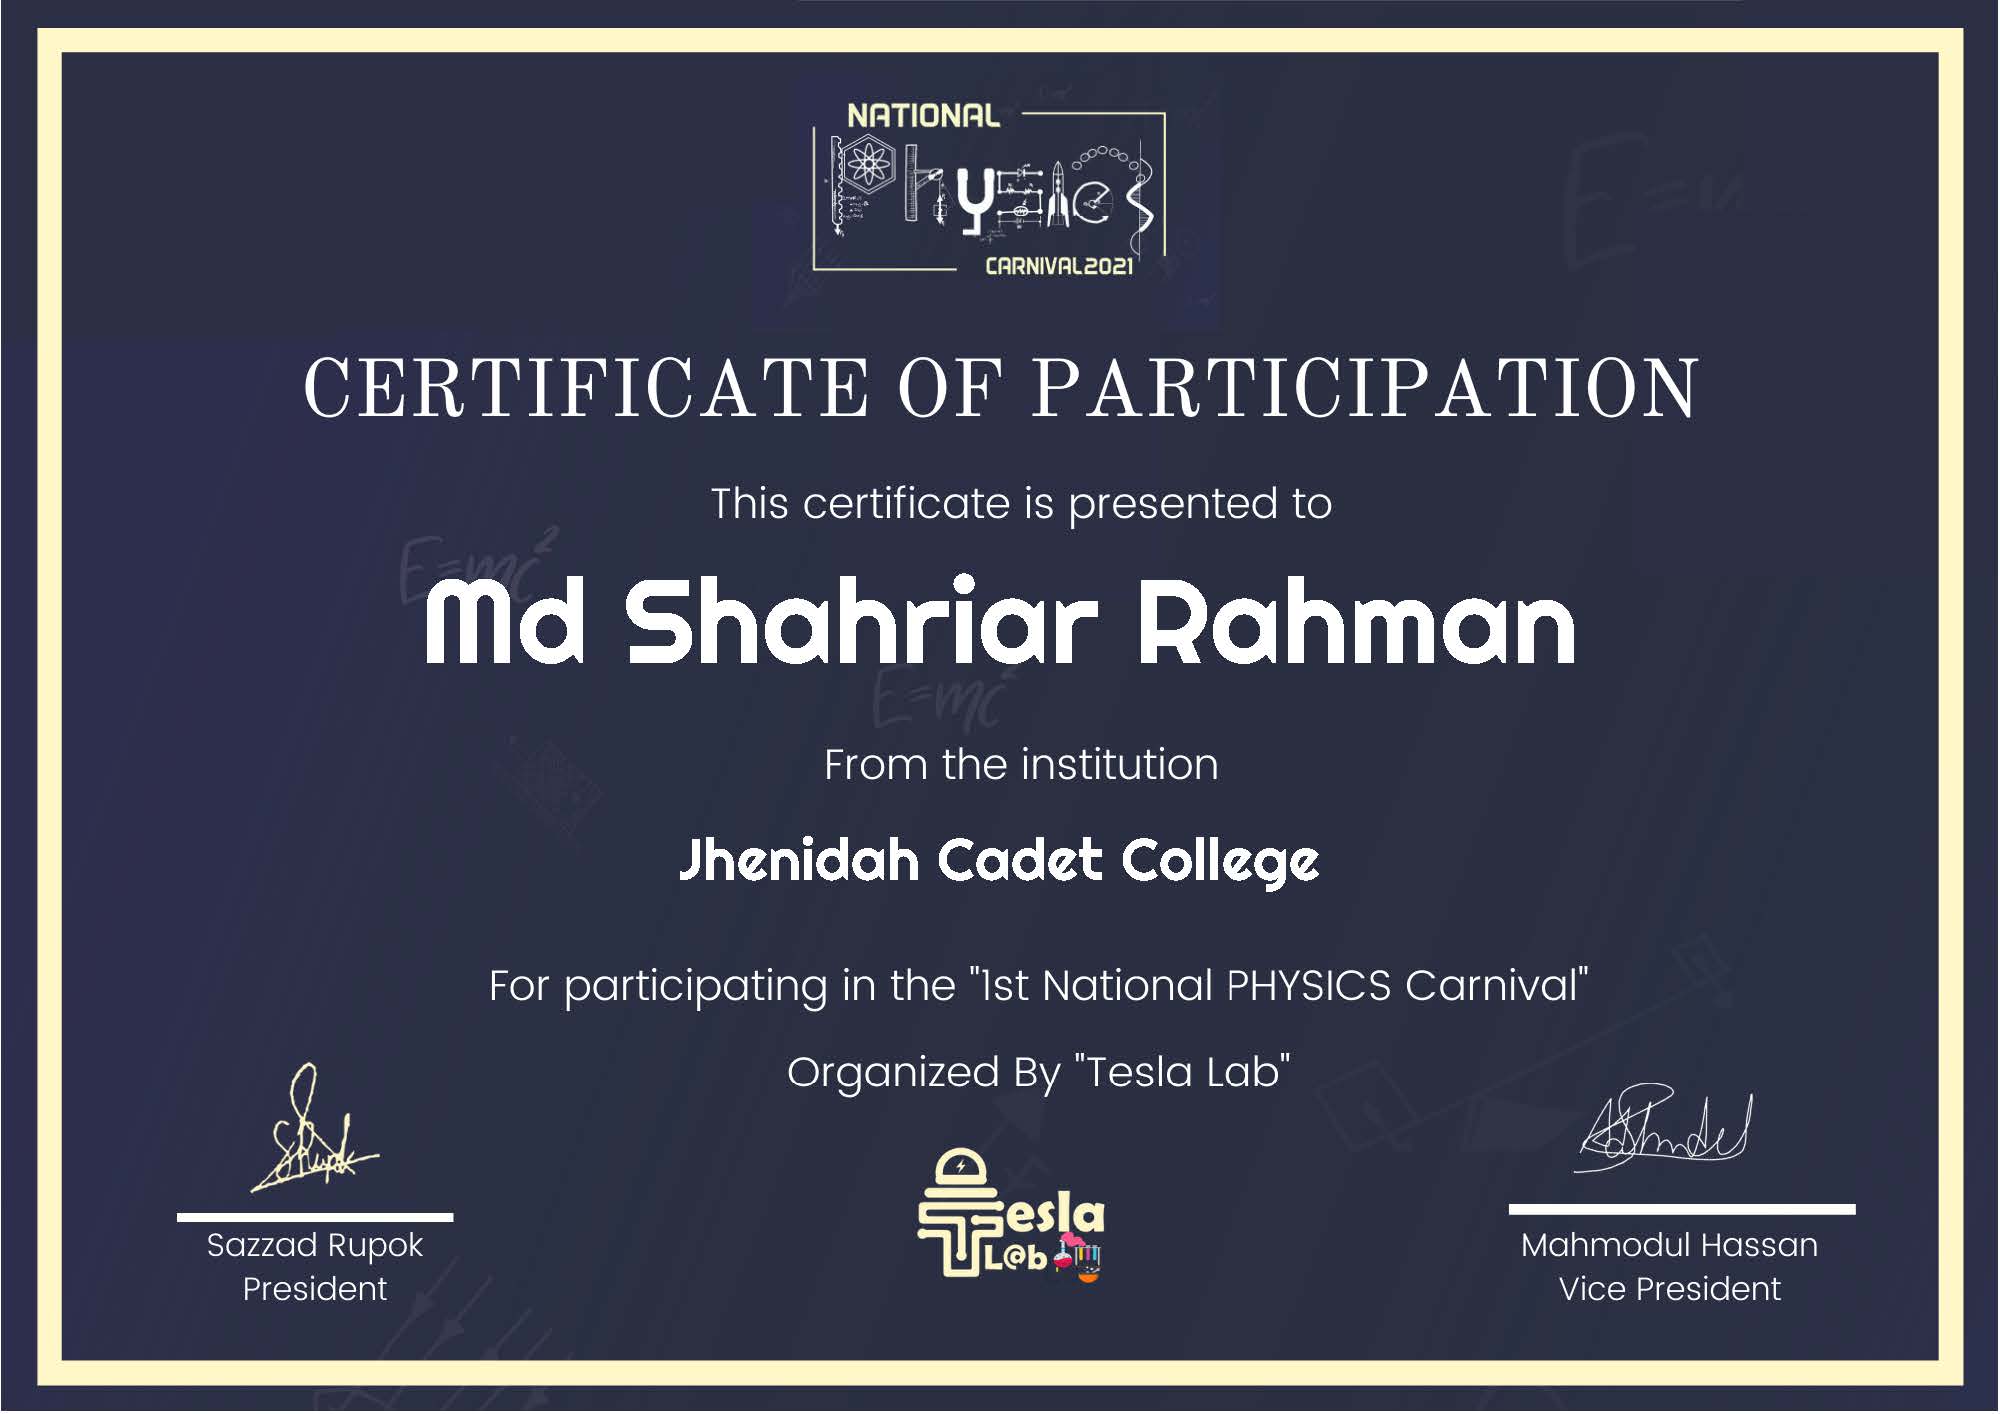 NATIONAL
Physics
CARNIVAL2021
CERTIFICATE OF PARTICIPATION
This certificate is presented to
E=mc²
Md Shahriar Rahman
E=mc²
From the institution
Jhenidah Cadet College
For participating in the "1st National PHYSICS Carnival"
Organized By "Tesla Lab"
Tesla
L@b
Sazzad Rupok
President
Mahmodul Hassan
Vice President